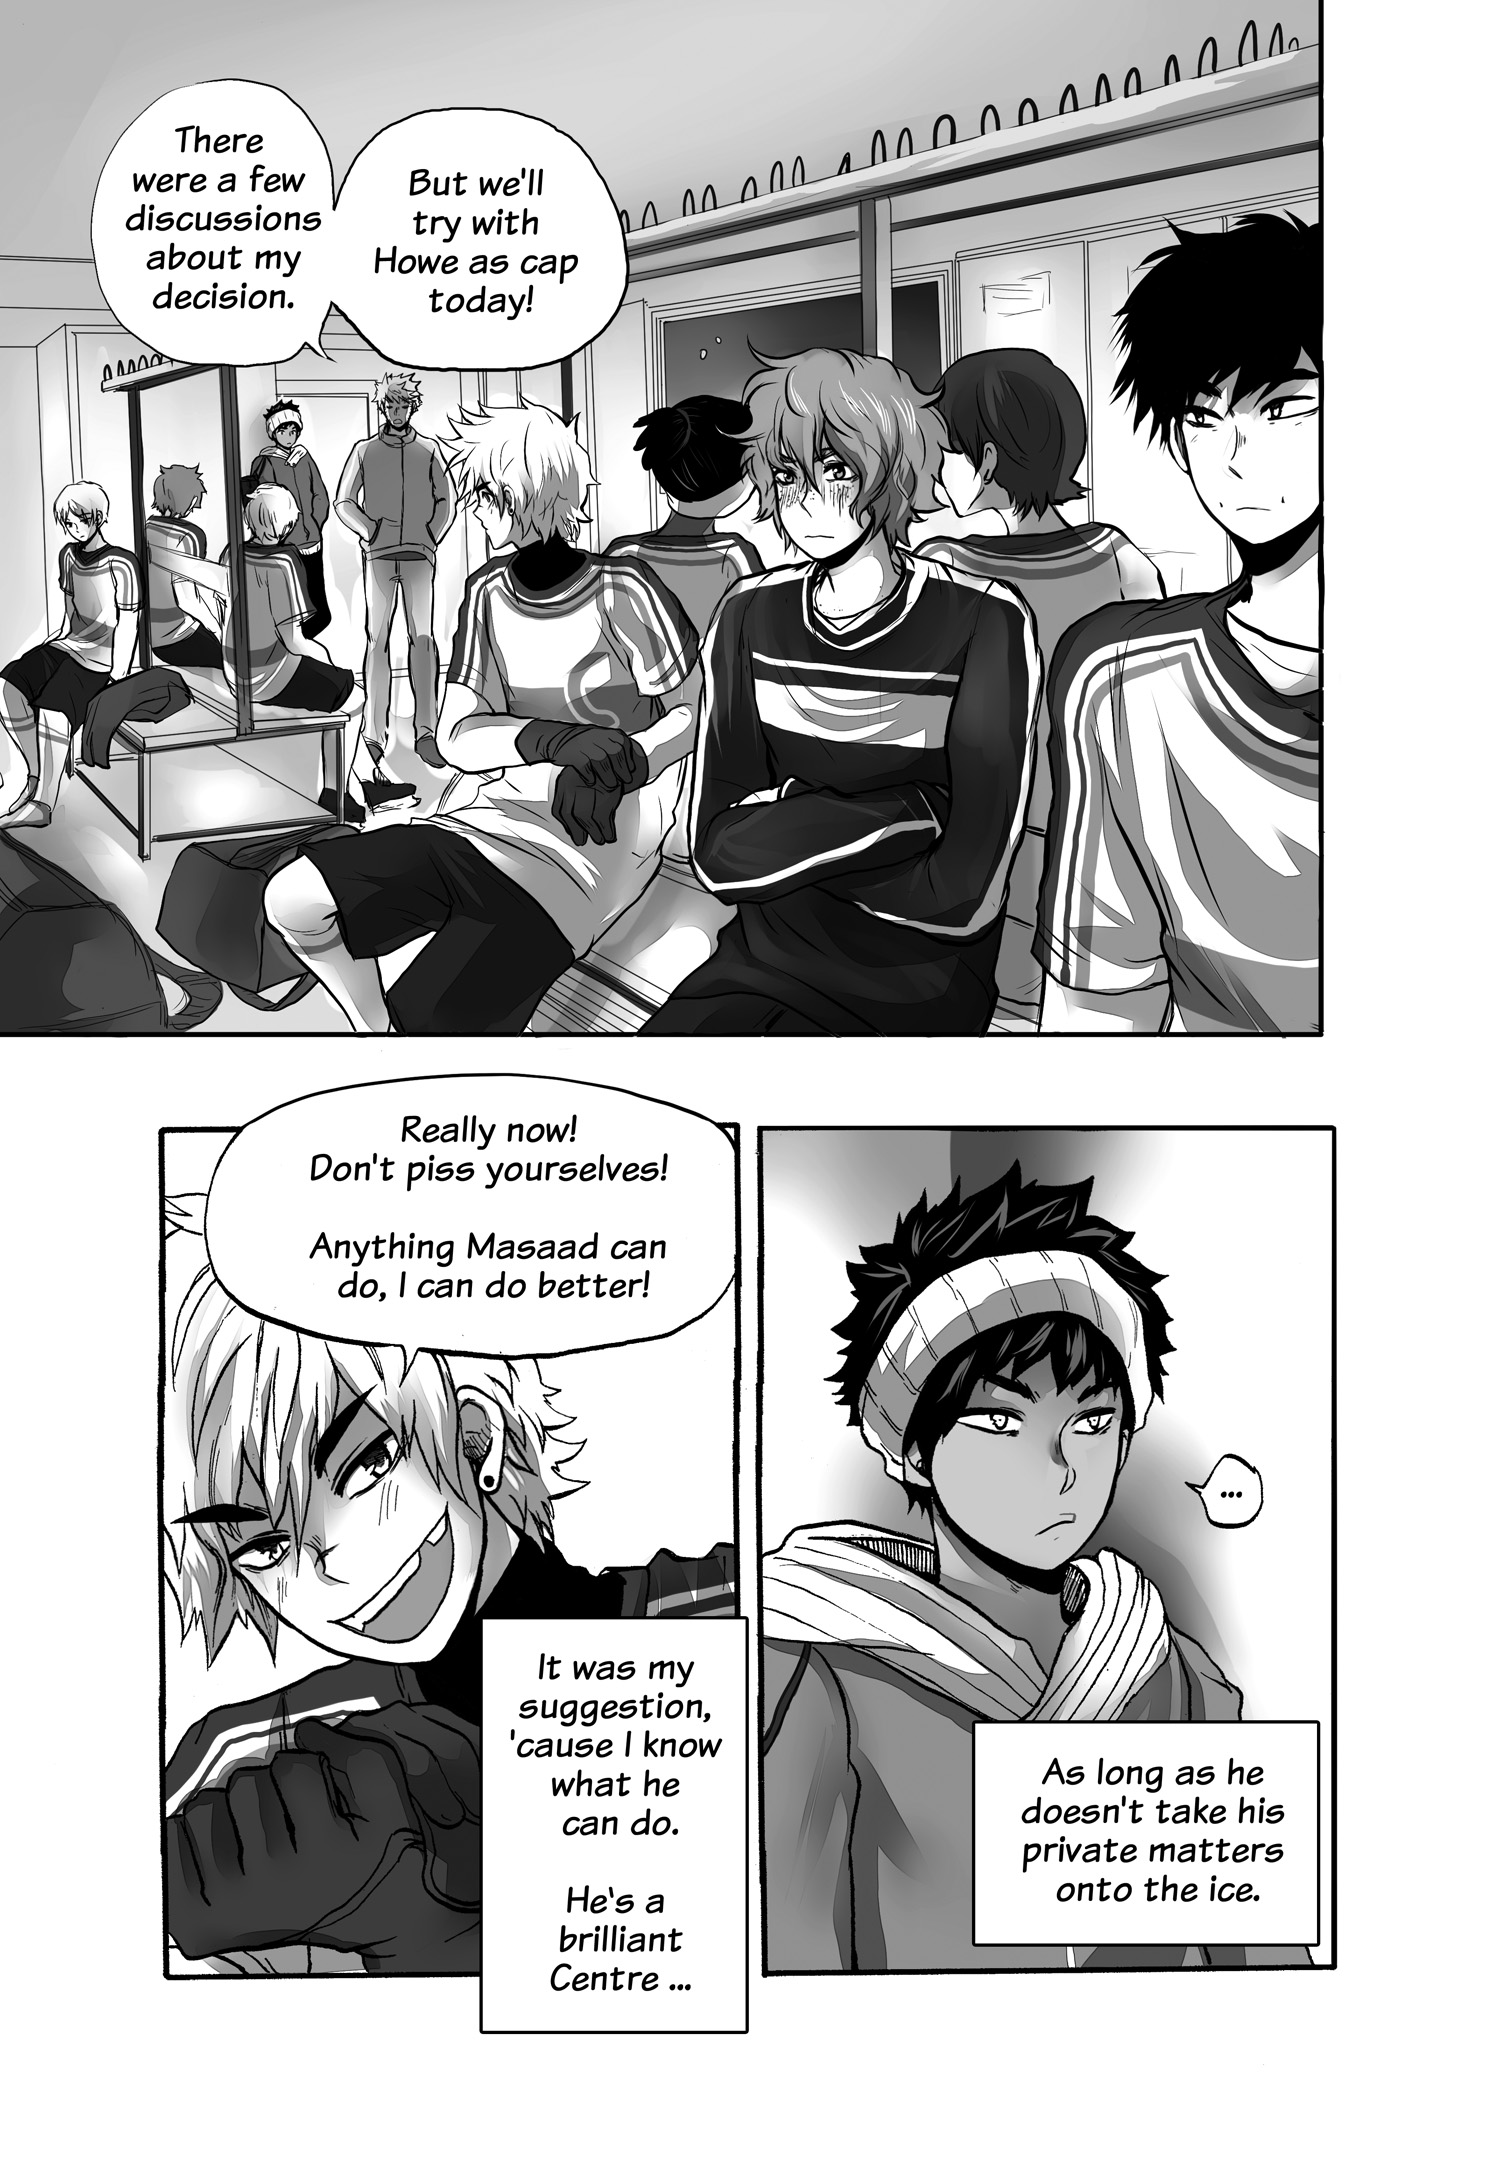 There
were a few
discussions
about my
decision.
But we'll
try with
Howe as cap
today!
Really now!
Don't piss yourselves!
Anything Masaad can
do, I can do better!
It was my
suggestion,
'cause I know
what he
can do.
He's a
brilliant
Centre ...
...
As long as he
doesn't take his
private matters
onto the ice.